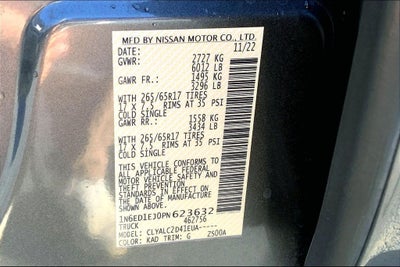 MFD BY NISSAN MOTOR CO., LTD.
DATE: 11/22
GVWR: 2727 KG
6012 LB
GAWR FR.: 1495 KG
3296 LB
WITH 265/65R17 TIRES
17 x 7.5 RIMS AT 35 PSI
COLD SINGLE
GAWR RR.: 1558 KG
3434 LB
WITH 265/65R17 TIRES
17 x 7.5 RIMS AT 35 PSI
COLD SINGLE
THIS VEHICLE CONFORMS TO
ALL APPLICABLE FEDERAL
MOTOR VEHICLE SAFETY
STANDARDS IN EFFECT ON
THE DATE OF MANUFACTURE
SHOWN ABOVE.
1N6ED1EJ0PN623632
TRUCK 462756
MODEL: CLYALC2D41EUA-----
COLOR: KAD TRIM: G Z500A